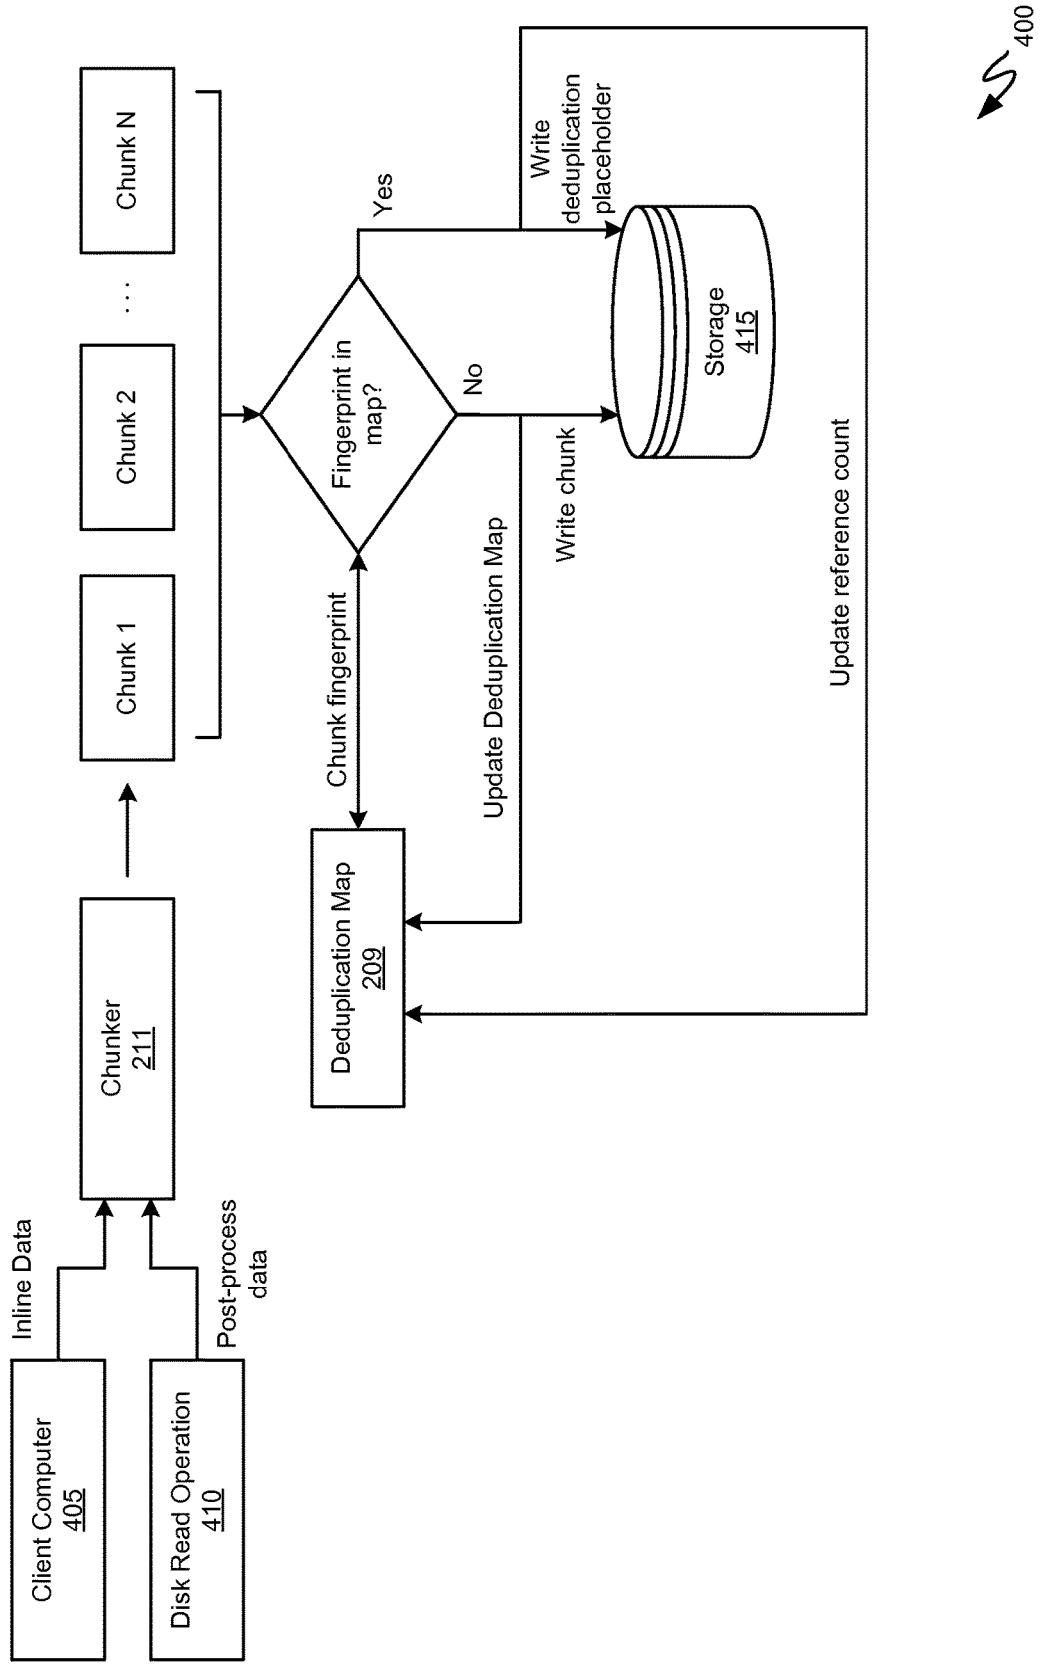 Client Computer
405
Inline Data
Disk Read Operation
410
Post-process
data
Chunker
211
Chunk 1
Chunk 2
...
Chunk N
Deduplication Map
209
Chunk fingerprint
Fingerprint in
map?
Yes
No
Update Deduplication Map
Write chunk
Write
deduplication
placeholder
Storage
415
Update reference count
400